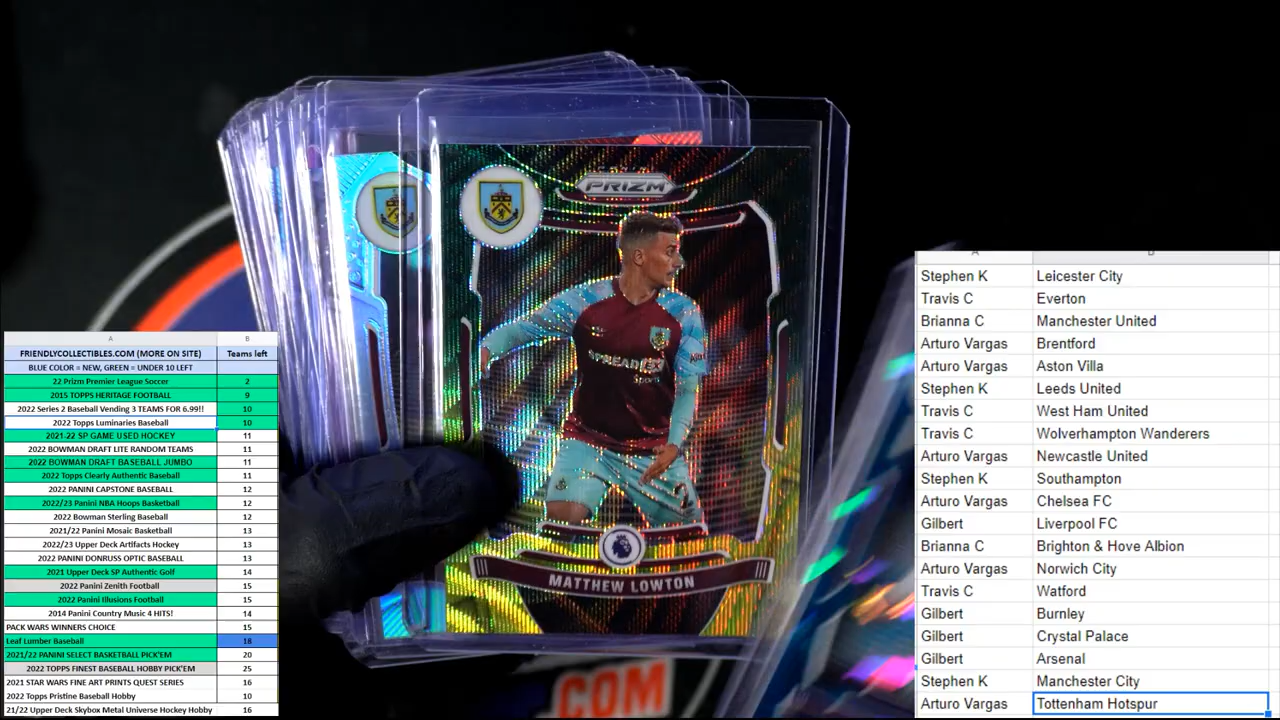 A B
FRIENDLYCOLLECTIBLES.COM (MORE ON SITE) Teams left
BLUE COLOR = NEW, GREEN = UNDER 10 LEFT
22 Prizm Premier League Soccer 2
2015 TOPPS HERITAGE FOOTBALL 9
2022 Series 2 Baseball Vending 3 TEAMS FOR 6.99!! 10
2022 Topps Luminaries Baseball 10
2021-22 SP GAME USED HOCKEY 11
2022 BOWMAN DRAFT LITE RANDOM TEAMS 11
2022 BOWMAN DRAFT BASEBALL JUMBO 11
2022 Topps Clearly Authentic Baseball 11
2022 PANINI CAPSTONE BASEBALL 12
2022/23 Panini NBA Hoops Basketball 12
2022 Bowman Sterling Baseball 12
2021/22 Panini Mosaic Basketball 13
2022/23 Upper Deck Artifacts Hockey 13
2022 PANINI DONRUSS OPTIC BASEBALL 13
2021 Upper Deck SP Authentic Golf 14
2022 Panini Zenith Football 15
2022 Panini Illusions Football 15
2014 Panini Country Music 4 HITS! 14
PACK WARS WINNERS CHOICE 15
Leaf Lumber Baseball 18
2021/22 PANINI SELECT BASKETBALL PICK'EM 20
2022 TOPPS FINEST BASEBALL HOBBY PICK'EM 25
2021 STAR WARS FINE ART PRINTS QUEST SERIES 16
2022 Topps Pristine Baseball Hobby 10
21/22 Upper Deck Skybox Metal Universe Hockey Hobby 16
PANINI
PRIZM
SPREADEX
Sports
MATTHEW LOWTON
.COM
Stephen K Leicester City
Travis C Everton
Brianna C Manchester United
Arturo Vargas Brentford
Arturo Vargas Aston Villa
Stephen K Leeds United
Travis C West Ham United
Travis C Wolverhampton Wanderers
Arturo Vargas Newcastle United
Stephen K Southampton
Arturo Vargas Chelsea FC
Gilbert Liverpool FC
Brianna C Brighton & Hove Albion
Arturo Vargas Norwich City
Travis C Watford
Gilbert Burnley
Gilbert Crystal Palace
Gilbert Arsenal
Stephen K Manchester City
Arturo Vargas Tottenham Hotspur